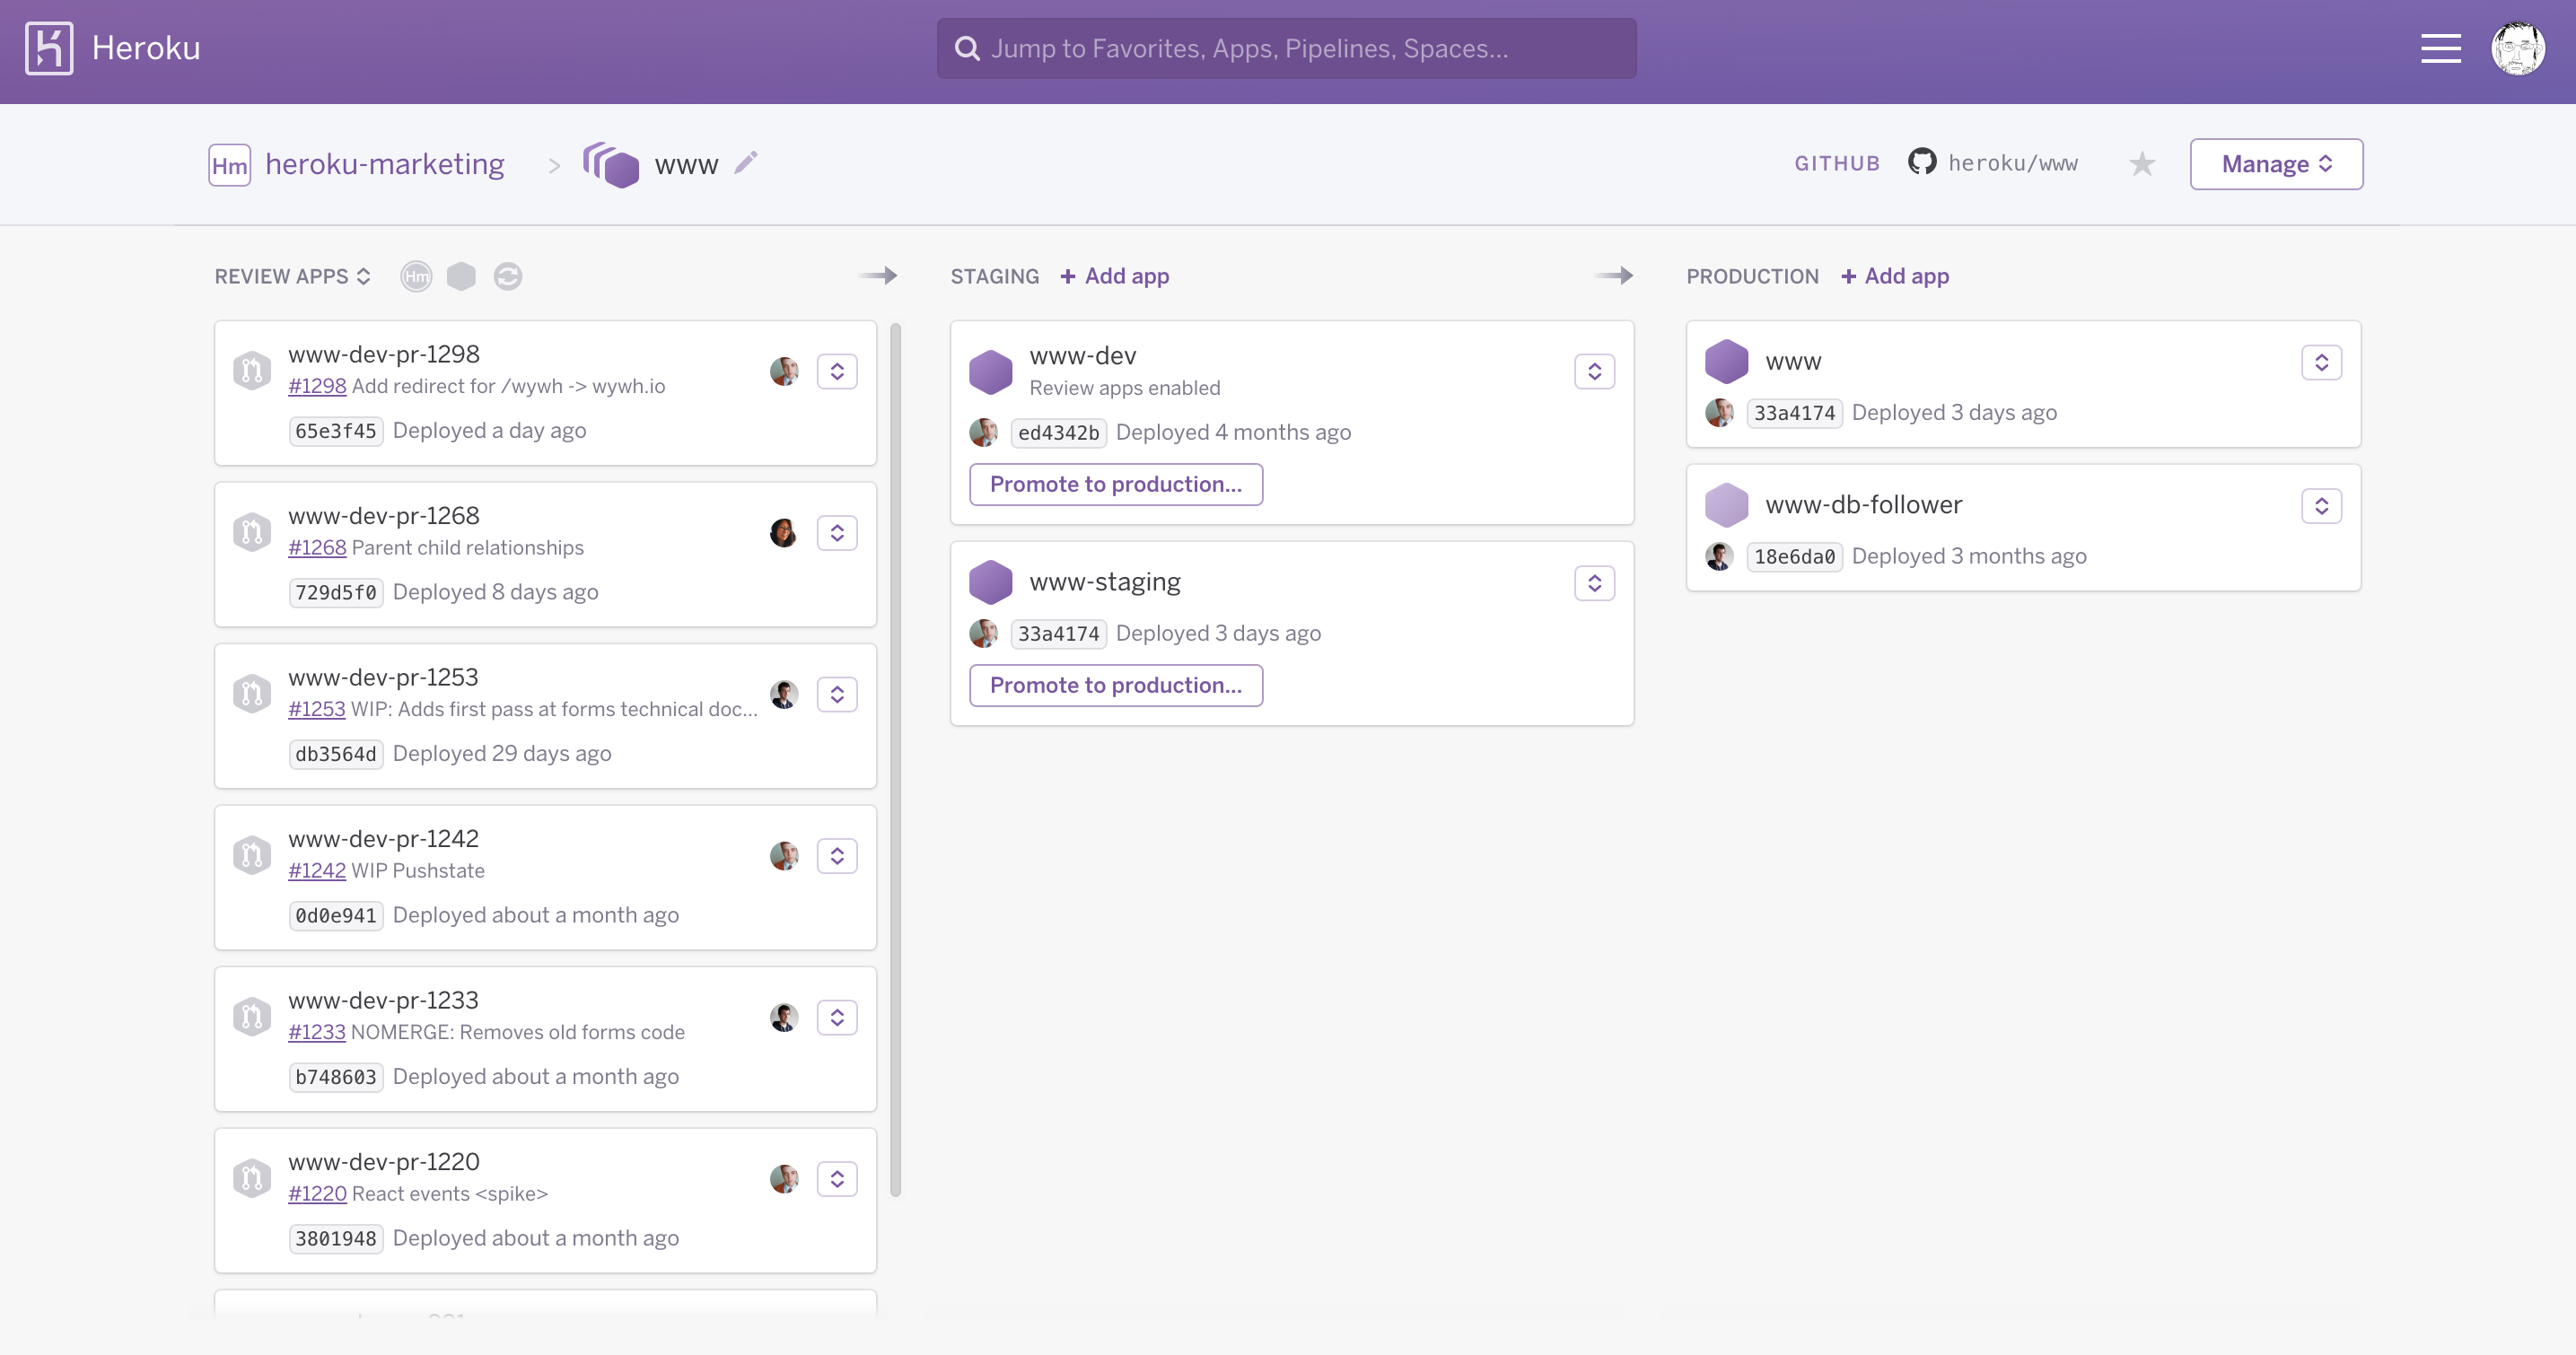 Heroku
Jump to Favorites, Apps, Pipelines, Spaces...
Hm heroku-marketing > www
GITHUB heroku/www
Manage
REVIEW APPS Hm
www-dev-pr-1298
#1298 Add redirect for /wywh -> wywh.io
65e3f45 Deployed a day ago
www-dev-pr-1268
#1268 Parent child relationships
729d5f0 Deployed 8 days ago
www-dev-pr-1253
#1253 WIP: Adds first pass at forms technical doc...
db3564d Deployed 29 days ago
www-dev-pr-1242
#1242 WIP Pushstate
0d0e941 Deployed about a month ago
www-dev-pr-1233
#1233 NOMERGE: Removes old forms code
b748603 Deployed about a month ago
www-dev-pr-1220
#1220 React events <spike>
3801948 Deployed about a month ago
STAGING + Add app
www-dev
Review apps enabled
ed4342b Deployed 4 months ago
Promote to production...
www-staging
33a4174 Deployed 3 days ago
Promote to production...
PRODUCTION + Add app
www
33a4174 Deployed 3 days ago
www-db-follower
18e6da0 Deployed 3 months ago